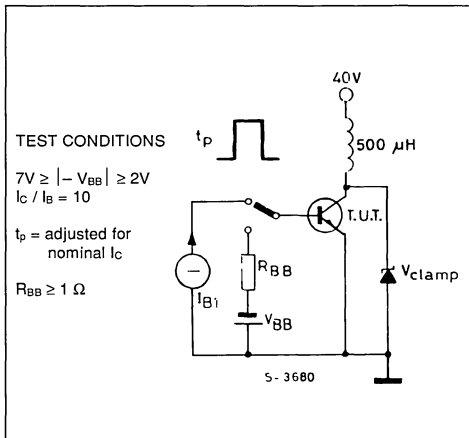 TEST CONDITIONS
7V ≥ |− VBB| ≥ 2V
IC / IB = 10
tp = adjusted for
nominal IC
RBB ≥ 1 Ω
tp
40V
500 μH
T.U.T.
Vclamp
RBB
VBB
IB1
S- 3680